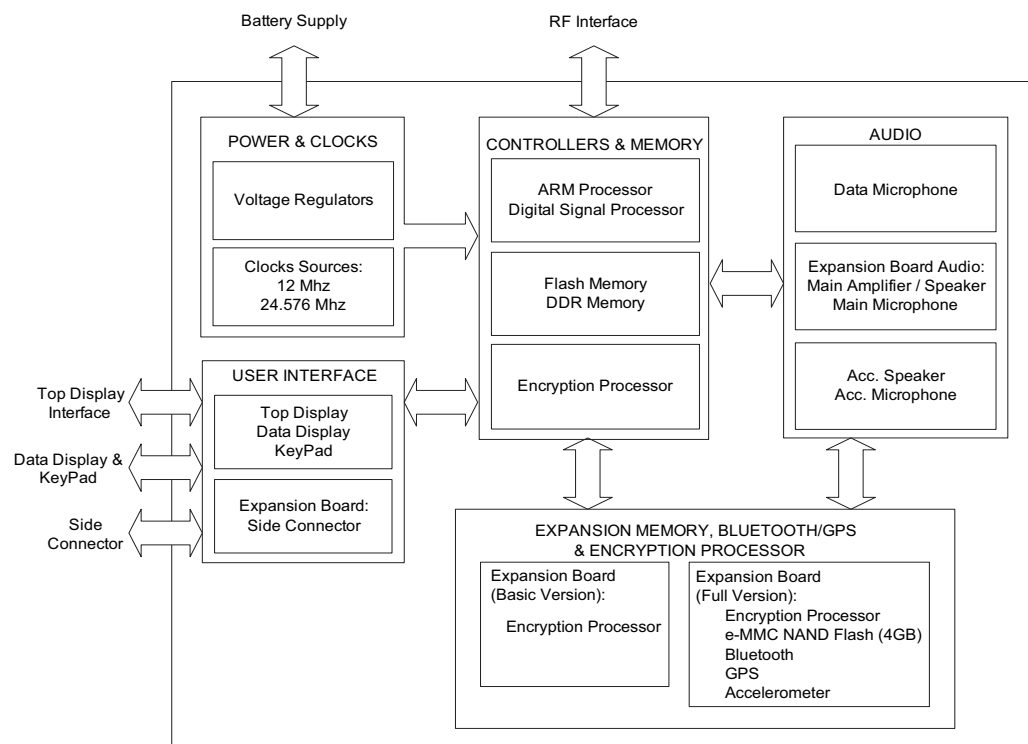 Battery Supply
RF Interface
POWER & CLOCKS
Voltage Regulators
Clocks Sources:
12 Mhz
24.576 Mhz
CONTROLLERS & MEMORY
ARM Processor
Digital Signal Processor
Flash Memory
DDR Memory
Encryption Processor
AUDIO
Data Microphone
Expansion Board Audio:
Main Amplifier / Speaker
Main Microphone
Acc. Speaker
Acc. Microphone
Top Display
Interface
Data Display &
KeyPad
Side
Connector
USER INTERFACE
Top Display
Data Display
KeyPad
Expansion Board:
Side Connector
EXPANSION MEMORY, BLUETOOTH/GPS
& ENCRYPTION PROCESSOR
Expansion Board
(Basic Version):
Encryption Processor
Expansion Board
(Full Version):
Encryption Processor
e-MMC NAND Flash (4GB)
Bluetooth
GPS
Accelerometer